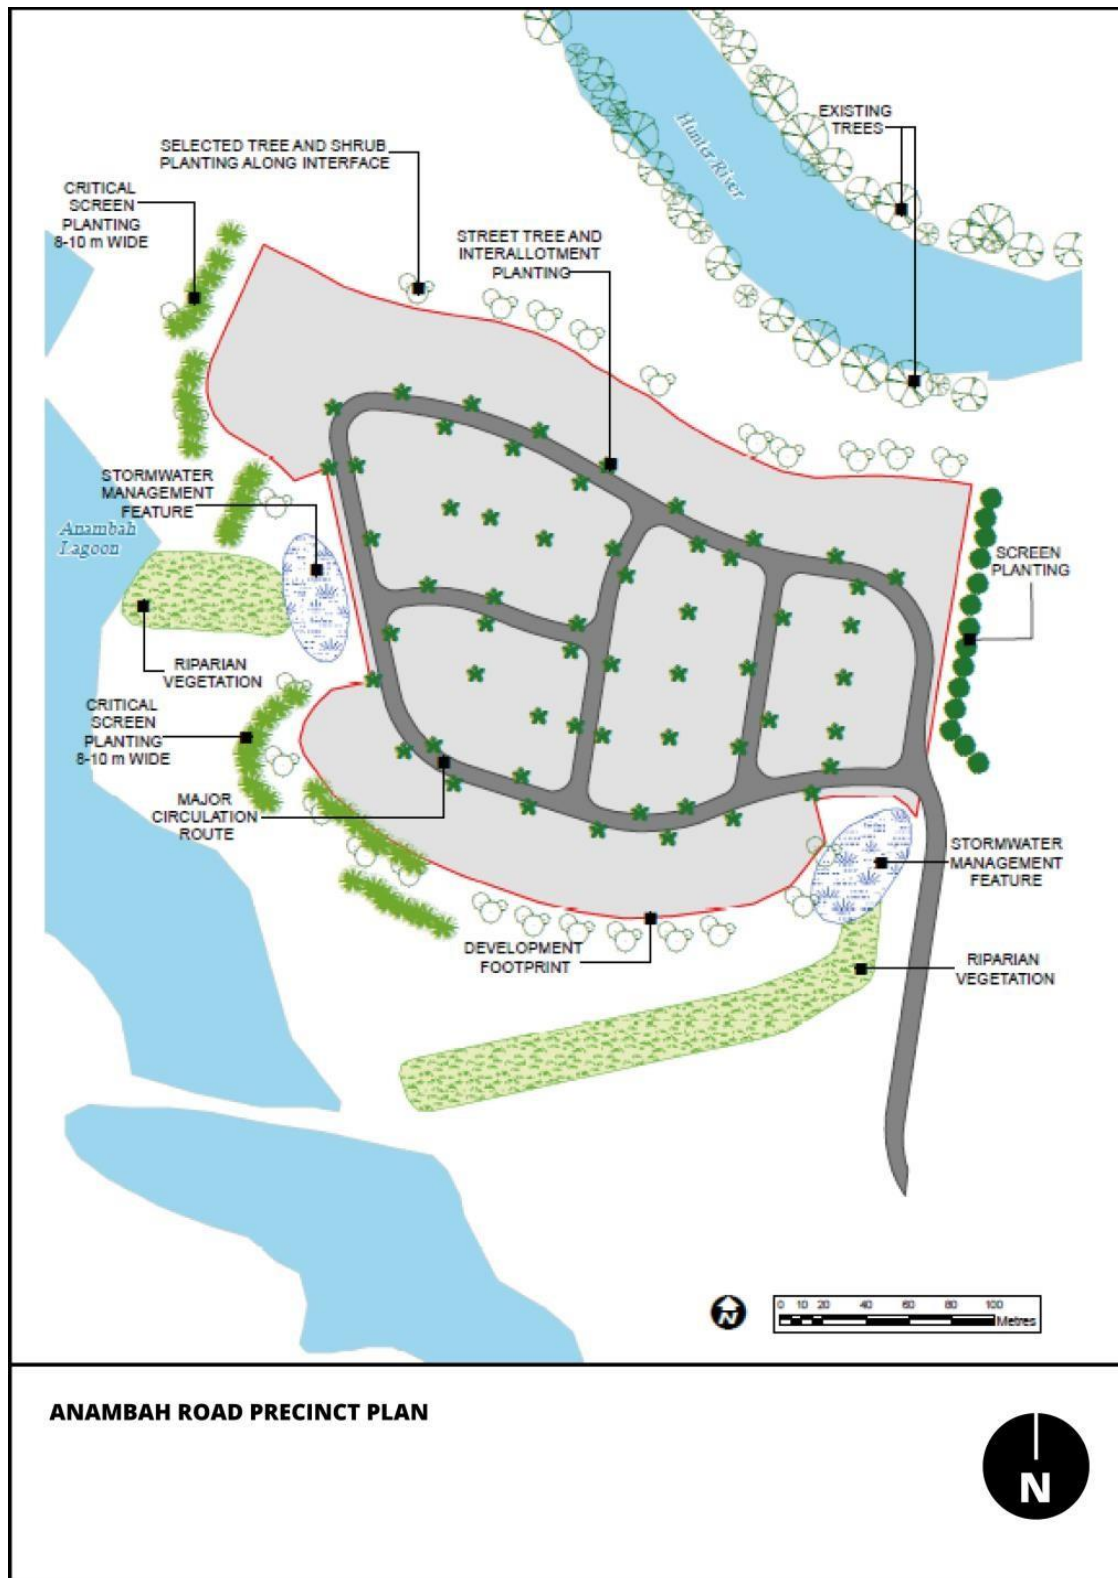 Hunter River
EXISTING
TREES
SELECTED TREE AND SHRUB
PLANTING ALONG INTERFACE
CRITICAL
SCREEN
PLANTING
8-10 m WIDE
STREET TREE AND
INTERALLOTMENT
PLANTING
STORMWATER
MANAGEMENT
FEATURE
Anambah
Lagoon
SCREEN
PLANTING
RIPARIAN
VEGETATION
CRITICAL
SCREEN
PLANTING
8-10 m WIDE
MAJOR
CIRCULATION
ROUTE
STORMWATER
MANAGEMENT
FEATURE
DEVELOPMENT
FOOTPRINT
RIPARIAN
VEGETATION
N
0 10 20 40 60 80 100
Metres
ANAMBAH ROAD PRECINCT PLAN
N